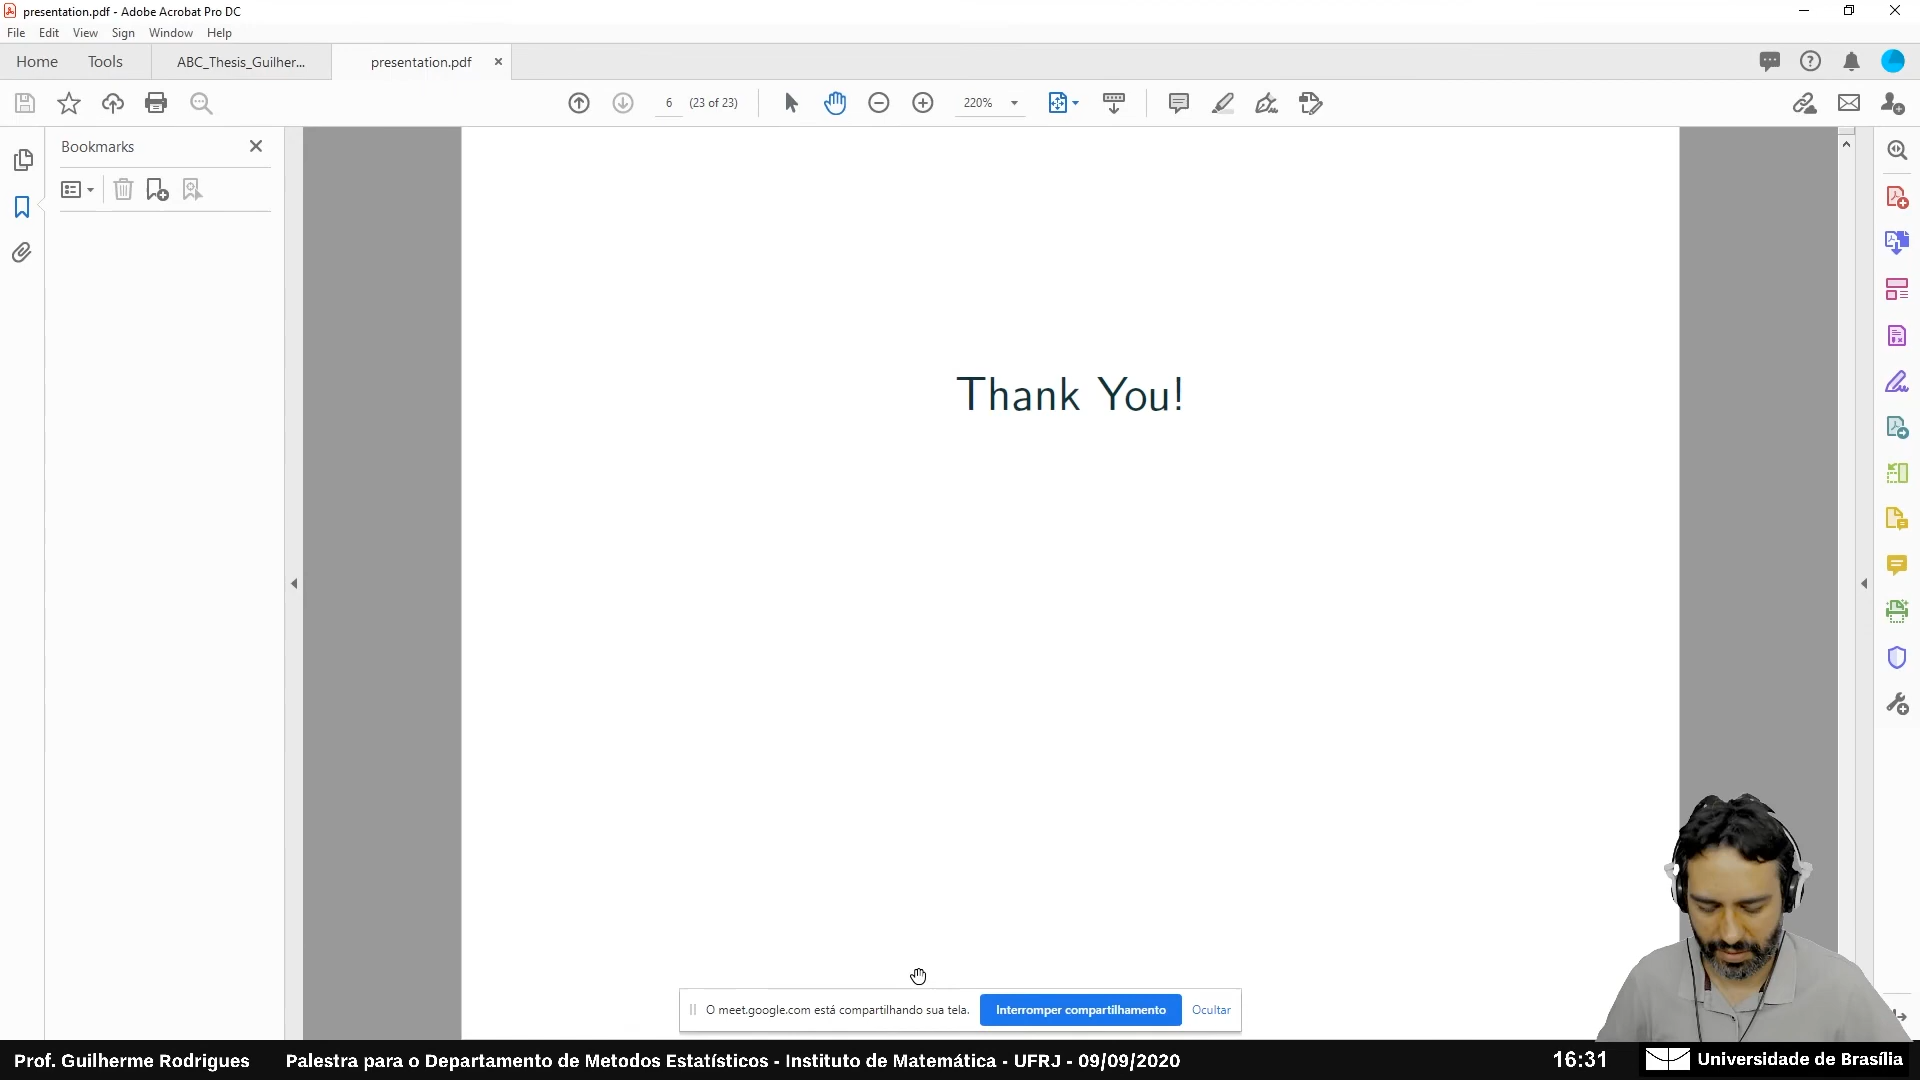 presentation.pdf - Adobe Acrobat Pro DC
File Edit View Sign Window Help
Home Tools ABC_Thesis_Guilher... presentation.pdf
6 (23 of 23) 220%
Bookmarks
Thank You!
O meet.google.com está compartilhando sua tela. Interromper compartilhamento Ocultar
Prof. Guilherme Rodrigues Palestra para o Departamento de Metodos Estatísticos - Instituto de Matemática - UFRJ - 09/09/2020 16:31 Universidade de Brasília